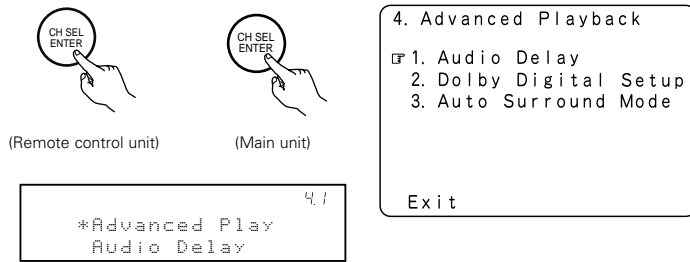 CH SEL
ENTER
(Remote control unit)
CH SEL
ENTER
(Main unit)
4.1
*Advanced Play
Audio Delay
4. Advanced Playback
☞1. Audio Delay
2. Dolby Digital Setup
3. Auto Surround Mode
Exit